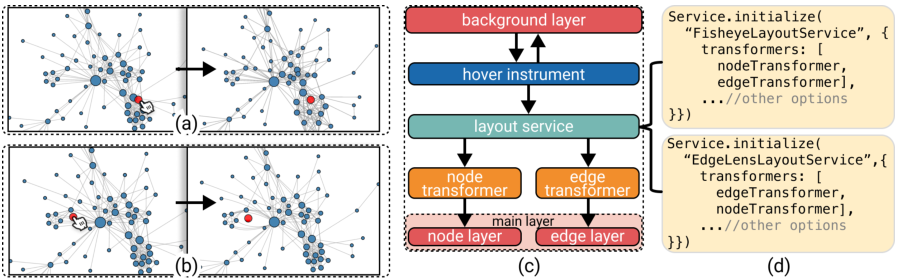 (a)
(b)
background layer
hover instrument
layout service
node
transformer
edge
transformer
main layer
node layer
edge layer
(c)
Service.initialize(
“FisheyeLayoutService”, {
transformers: [
nodeTransformer,
edgeTransformer],
...//other options
}})
Service.initialize(
“EdgeLensLayoutService”,{
transformers: [
edgeTransformer,
nodeTransformer],
...//other options
}})
(d)